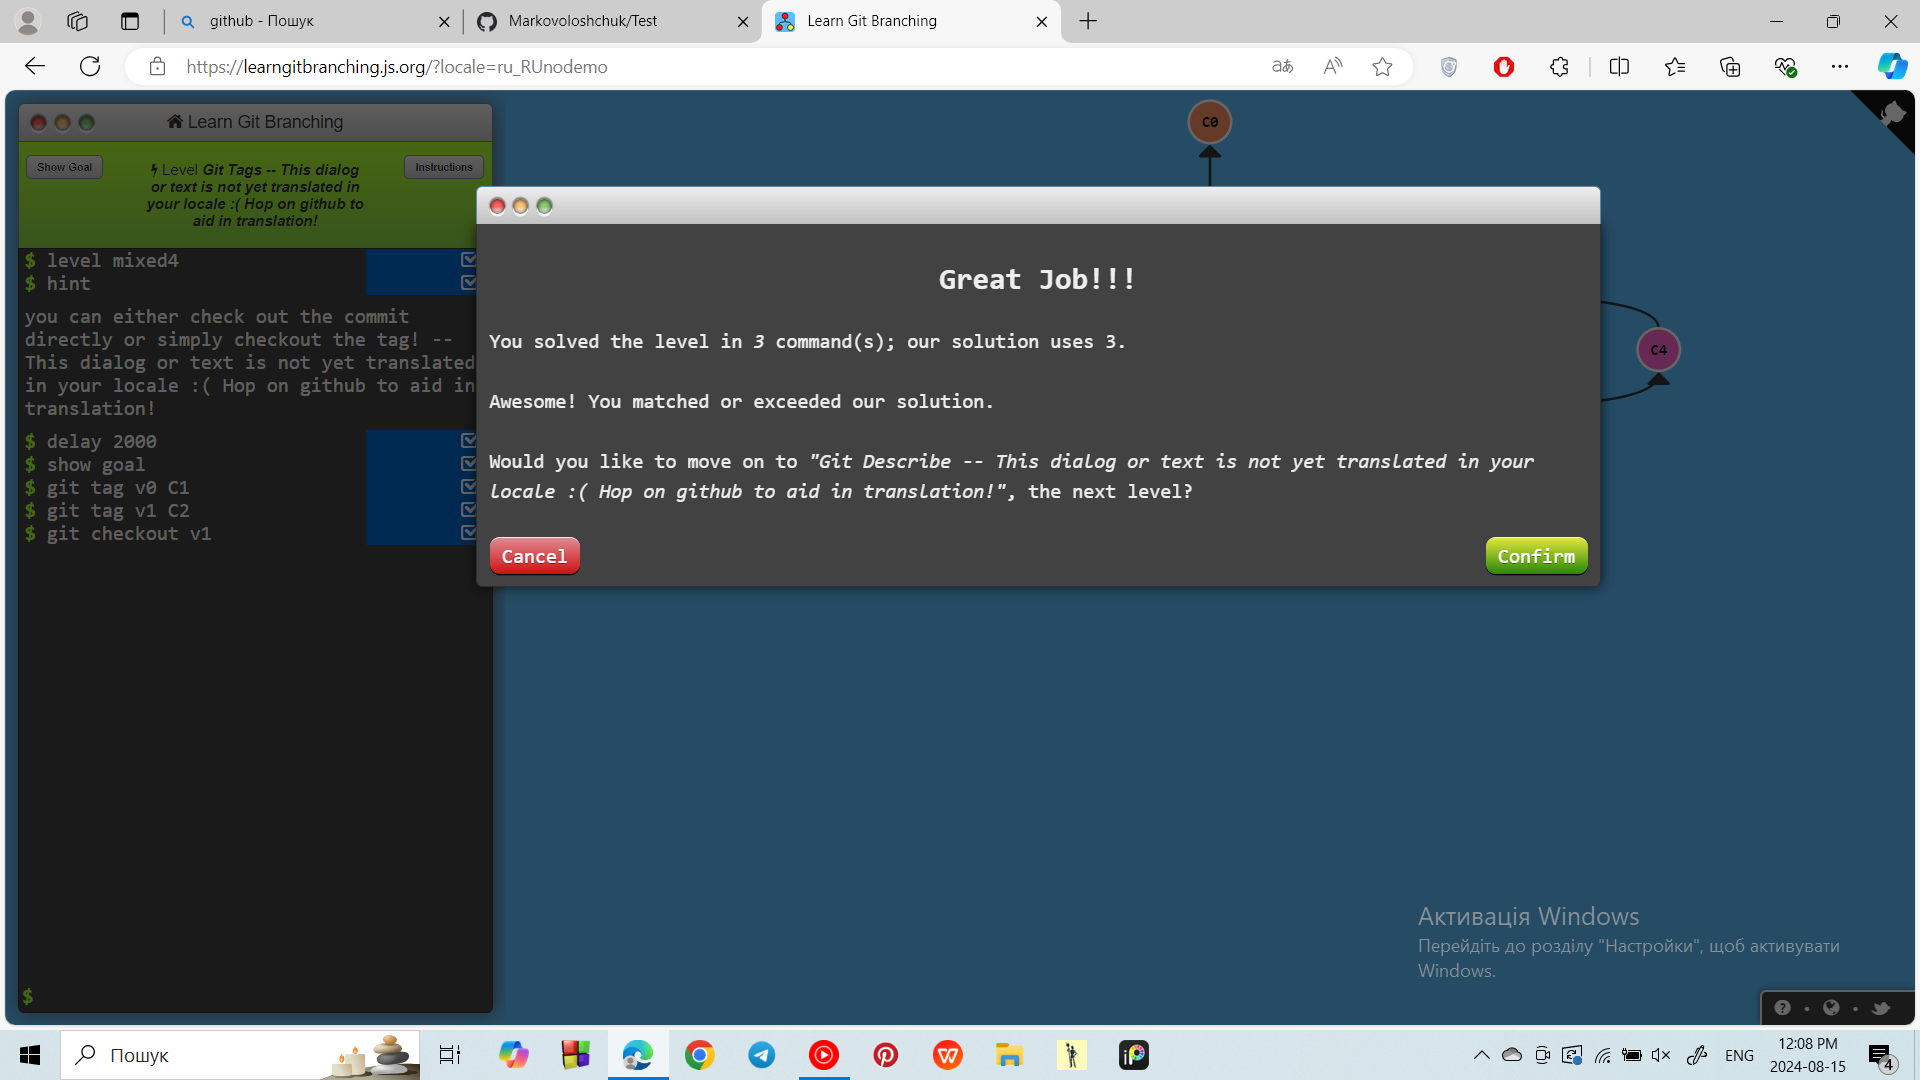 github - Пошук
Markovoloshchuk/Test
Learn Git Branching
https://learngitbranching.js.org/?locale=ru_RUnodemo
Learn Git Branching
Show Goal
Level Git Tags -- This dialog
or text is not yet translated in
your locale :( Hop on github to
aid in translation!
Instructions
$ level mixed4
$ hint
you can either check out the commit
directly or simply checkout the tag! --
This dialog or text is not yet translated
in your locale :( Hop on github to aid in
translation!
$ delay 2000
$ show goal
$ git tag v0 C1
$ git tag v1 C2
$ git checkout v1
$
C0
C4
Great Job!!!
You solved the level in 3 command(s); our solution uses 3.
Awesome! You matched or exceeded our solution.
Would you like to move on to "Git Describe -- This dialog or text is not yet translated in your
locale :( Hop on github to aid in translation!", the next level?
Cancel
Confirm
Активація Windows
Перейдіть до розділу "Настройки", щоб активувати
Windows.
Пошук
ENG
12:08 PM
2024-08-15
4